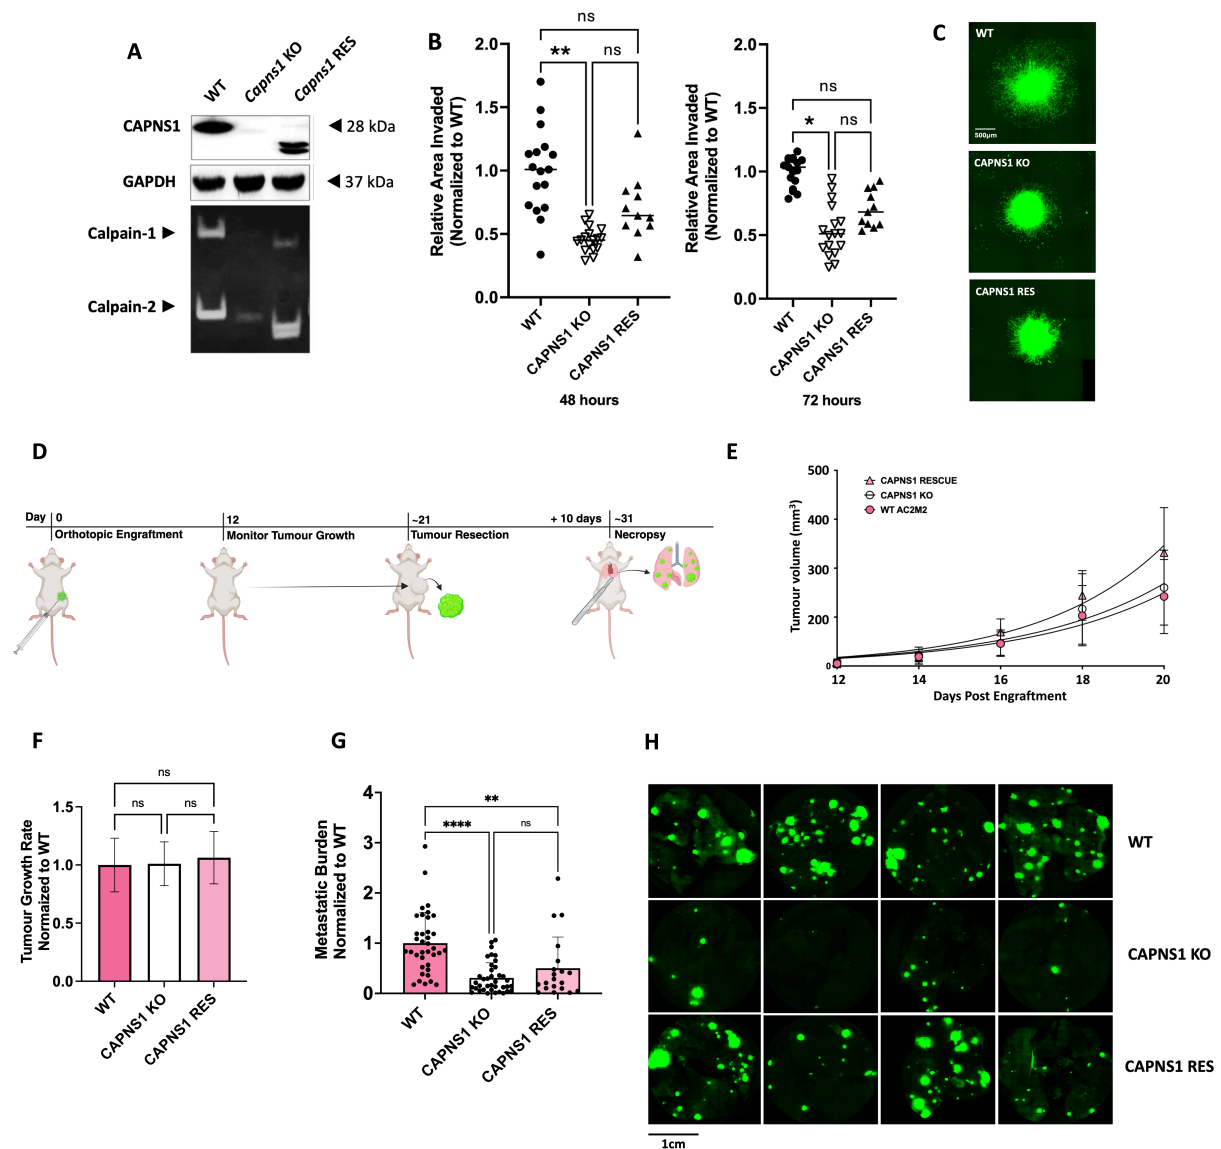 A
WT
Capns1 KO
Capns1 RES
CAPNS1
28 kDa
GAPDH
37 kDa
Calpain-1
Calpain-2
B
Relative Area Invaded
(Normalized to WT)
2.0
1.5
1.0
0.5
0.0
ns
**
ns
WT
CAPNS1 KO
CAPNS1 RES
48 hours
Relative Area Invaded
(Normalized to WT)
2.0
1.5
1.0
0.5
0.0
ns
*
ns
WT
CAPNS1 KO
CAPNS1 RES
72 hours
C
WT
500μm
CAPNS1 KO
CAPNS1 RES
D
Day 0 12 ~21 + 10 days ~31
Orthotopic Engraftment Monitor Tumour Growth Tumour Resection Necropsy
E
Tumour volume (mm³)
500
400
300
200
0
CAPNS1 RESCUE
CAPNS1 KO
WT AC2M2
12 14 16 18 20
Days Post Engraftment
F
Tumour Growth Rate
Normaized to WT
1.5
1.0
0.5
0.0
ns
ns
ns
WT
CAPNS1 KO
CAPNS1 RES
G
Metastatic Burden
Normalized to WT
4
3
2
1
0
**
****
ns
WT
CAPNS1 KO
CAPNS1 RES
H
WT
CAPNS1 KO
CAPNS1 RES
1cm